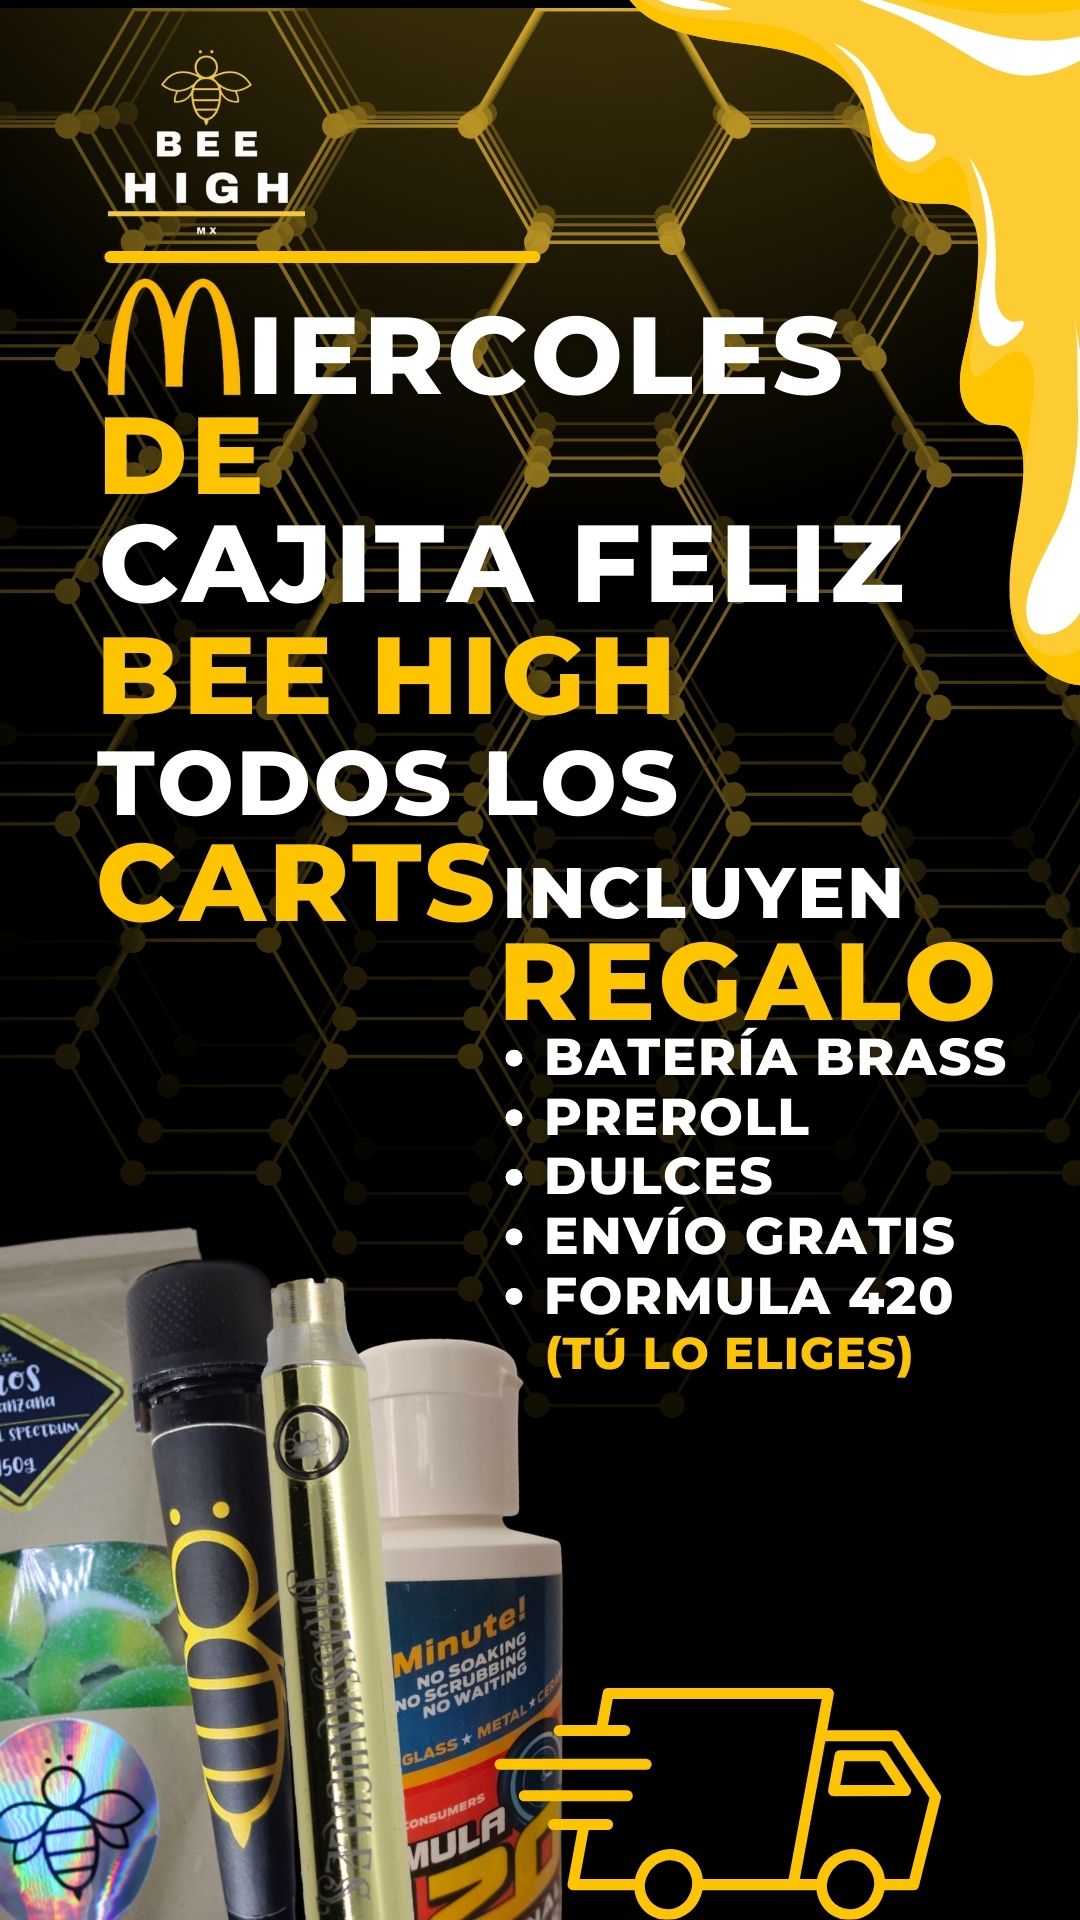 BEE
HIGH
MX
MIERCOLES
DE
CAJITA FELIZ
BEE HIGH
TODOS LOS
CARTS INCLUYEN
REGALO
• BATERÍA BRASS
• PREROLL
• DULCES
• ENVÍO GRATIS
• FORMULA 420
(TÚ LO ELIGES)
SPECTRUM
150g
BRASS KNUCKLES
Minute!
NO SOAKING
NO SCRUBBING
NO WAITING
GLASS ★ METAL ★
CONSUMERS